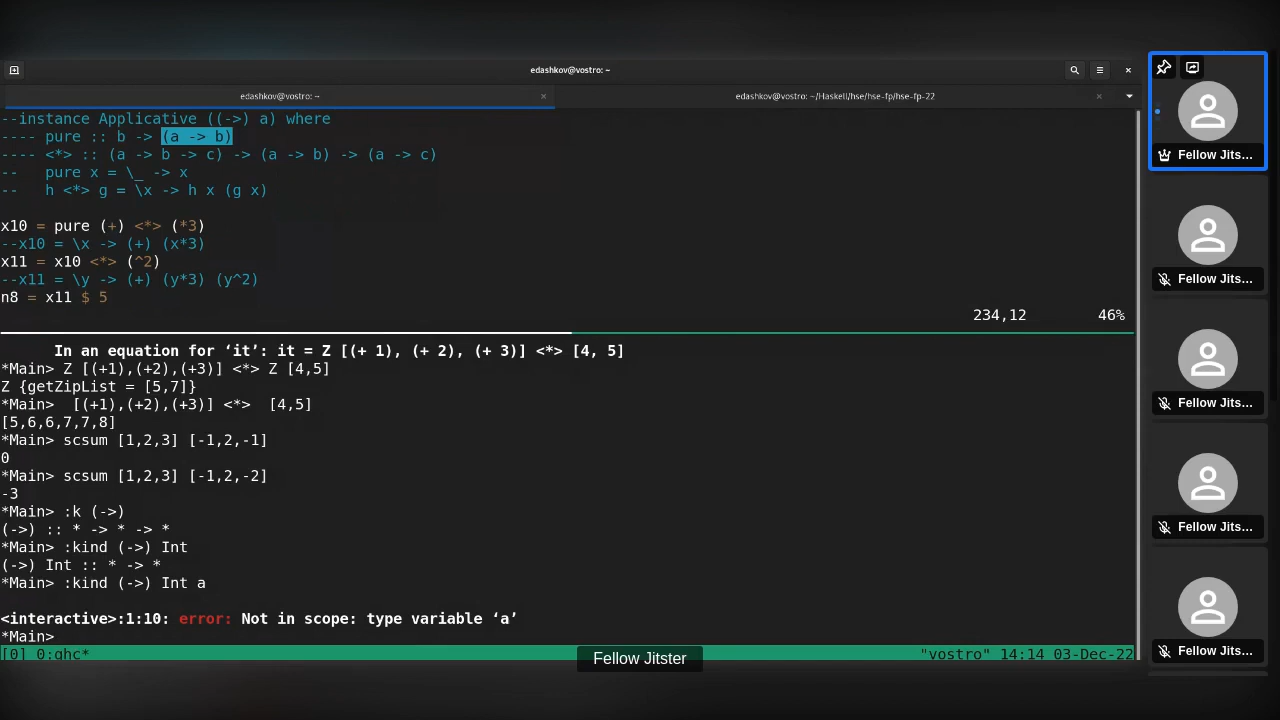 edashkov@vostro: ~
edashkov@vostro: ~
edashkov@vostro: ~/Haskell/hse/hse-fp/hse-fp-22
--instance Applicative ((->) a) where
---- pure :: b -> (a -> b)
---- <*> :: (a -> b -> c) -> (a -> b) -> (a -> c)
--   pure x = \_ -> x
--   h <*> g = \x -> h x (g x)
x10 = pure (+) <*> (*3)
--x10 = \x -> (+) (x*3)
x11 = x10 <*> (^2)
--x11 = \y -> (+) (y*3) (y^2)
n8 = x11 $ 5
234,12 46%
In an equation for ‘it’: it = Z [(+ 1), (+ 2), (+ 3)] <*> [4, 5]
*Main> Z [(+1),(+2),(+3)] <*> Z [4,5]
Z {getZipList = [5,7]}
*Main>  [(+1),(+2),(+3)] <*>  [4,5]
[5,6,6,7,7,8]
*Main> scsum [1,2,3] [-1,2,-1]
0
*Main> scsum [1,2,3] [-1,2,-2]
-3
*Main> :k (->)
(->) :: * -> * -> *
*Main> :kind (->) Int
(->) Int :: * -> *
*Main> :kind (->) Int a
<interactive>:1:10: error: Not in scope: type variable ‘a’
*Main>
[0] 0:ghc* "vostro" 14:14 03-Dec-22
Fellow Jitster
Fellow Jits...
Fellow Jits...
Fellow Jits...
Fellow Jits...
Fellow Jits...